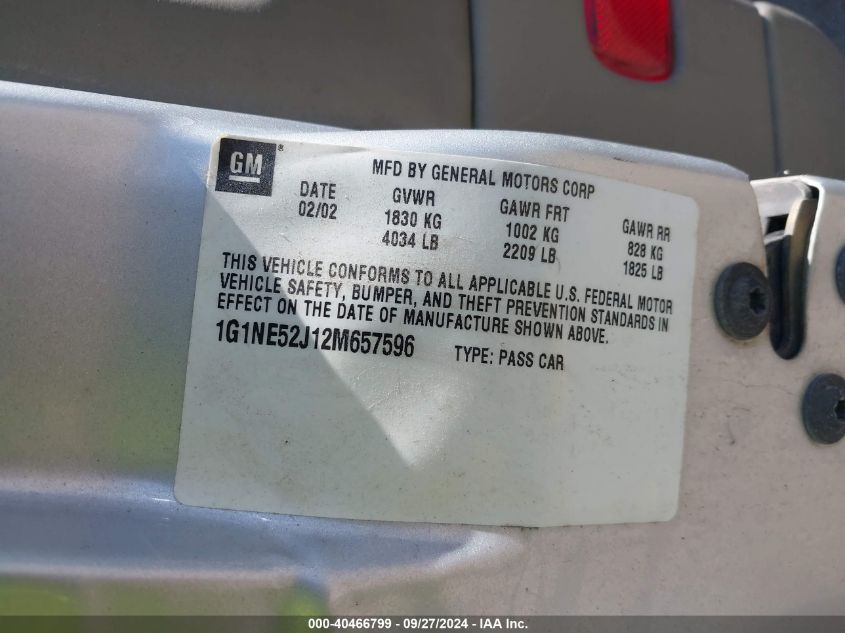 GM®
MFD BY GENERAL MOTORS CORP
DATE GVWR GAWR FRT GAWR RR
02/02 1830 KG 1002 KG 828 KG
4034 LB 2209 LB 1825 LB
THIS VEHICLE CONFORMS TO ALL APPLICABLE U.S. FEDERAL MOTOR
VEHICLE SAFETY, BUMPER, AND THEFT PREVENTION STANDARDS IN
EFFECT ON THE DATE OF MANUFACTURE SHOWN ABOVE.
1G1NE52J12M657596 TYPE: PASS CAR
000-40466799 - 09/27/2024 - IAA Inc.